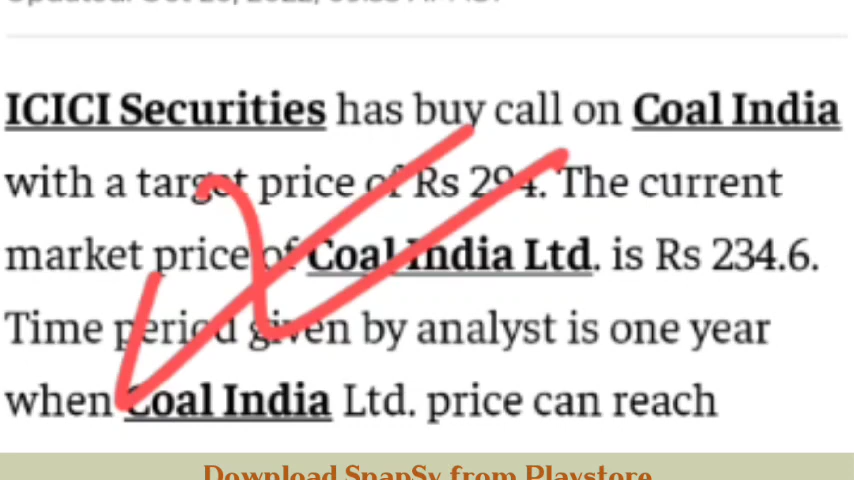 ICICI Securities has buy call on Coal India
with a target price of Rs 294. The current
market price of Coal India Ltd. is Rs 234.6.
Time period given by analyst is one year
when Coal India Ltd. price can reach
Download SnapSy from Playstore